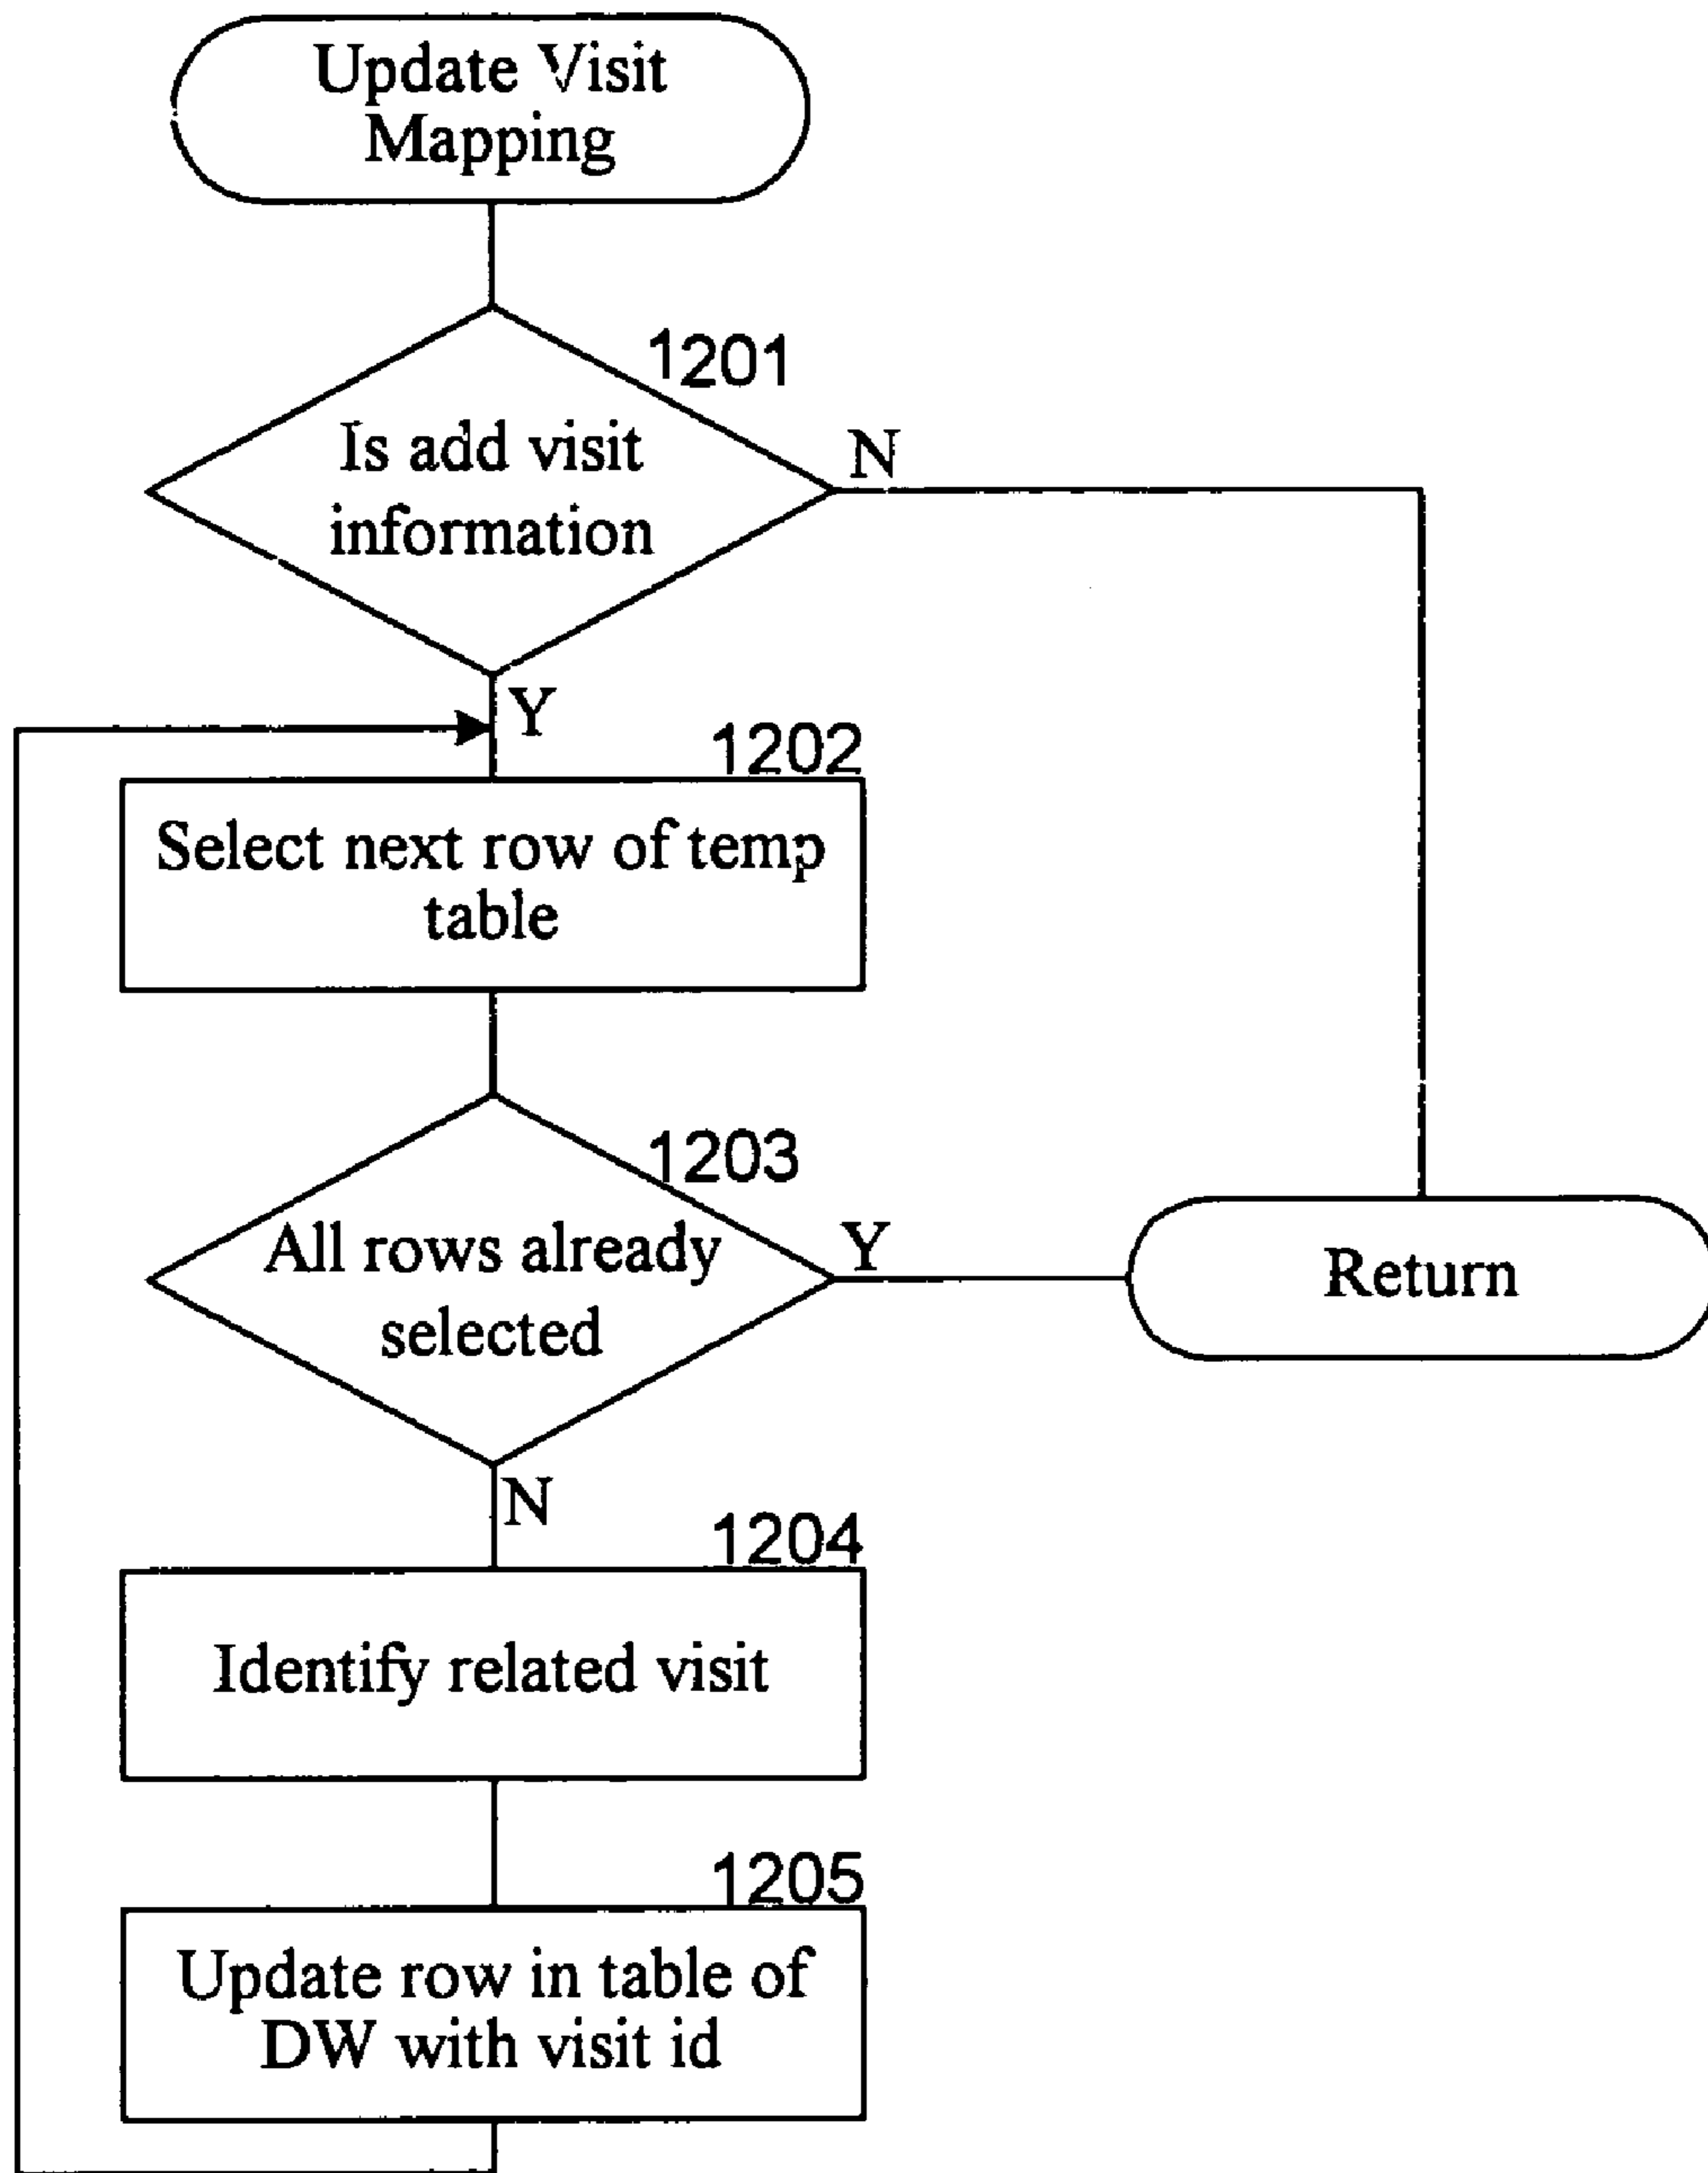 Update Visit
Mapping
1201
Is add visit
information
N
Y
1202
Select next row of temp
table
1203
All rows already
selected
Y
Return
N
1204
Identify related visit
1205
Update row in table of
DW with visit id